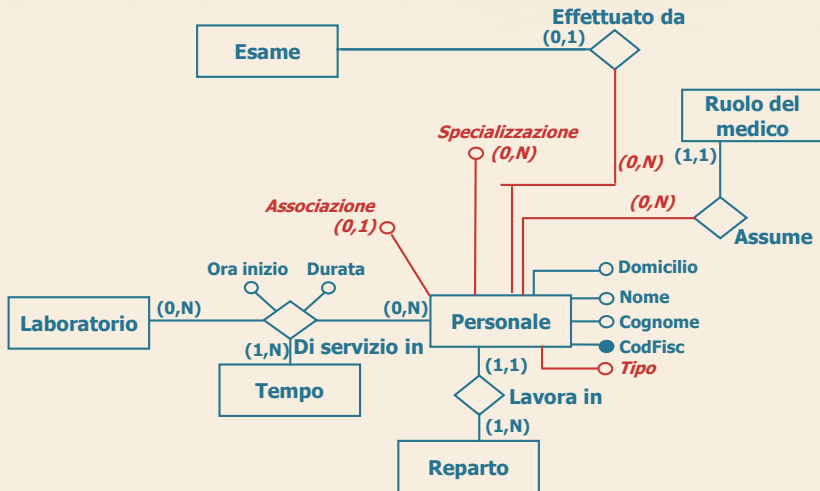 Effettuato da
(0,1)
Esame
Ruolo del
medico
Specializzazione
(0,N)
(0,N)
(1,1)
Associazione
(0,1)
(0,N)
Assume
Ora inizio
Durata
Domicilio
Nome
Cognome
CodFisc
Tipo
Laboratorio
(0,N)
(0,N)
Personale
Di servizio in
(1,N)
Tempo
(1,1)
Lavora in
(1,N)
Reparto